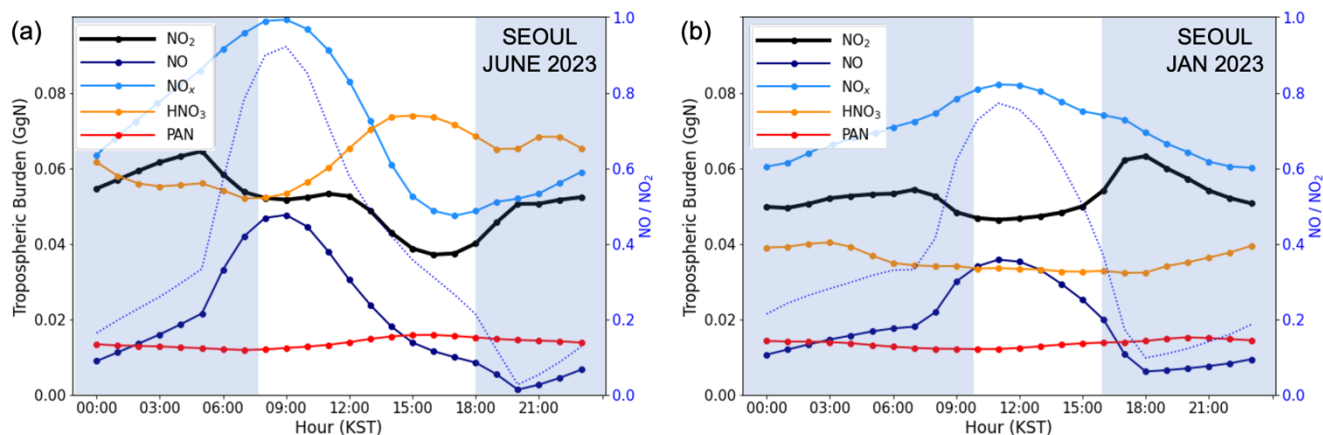 (a)
SEOUL
JUNE 2023
NO₂
NO
NOₓ
HNO₃
PAN
Tropospheric Burden (GgN)
0.08
0.06
0.04
0.02
0.00
00:00 03:00 06:00 09:00 12:00 15:00 18:00 21:00
Hour (KST)
1.0
0.8
0.6
0.4
0.2
0.0
NO / NO₂
(b)
SEOUL
JAN 2023
NO₂
NO
NOₓ
HNO₃
PAN
Tropospheric Burden (GgN)
0.08
0.06
0.04
0.02
0.00
00:00 03:00 06:00 09:00 12:00 15:00 18:00 21:00
Hour (KST)
1.0
0.8
0.6
0.4
0.2
0.0
NO / NO₂